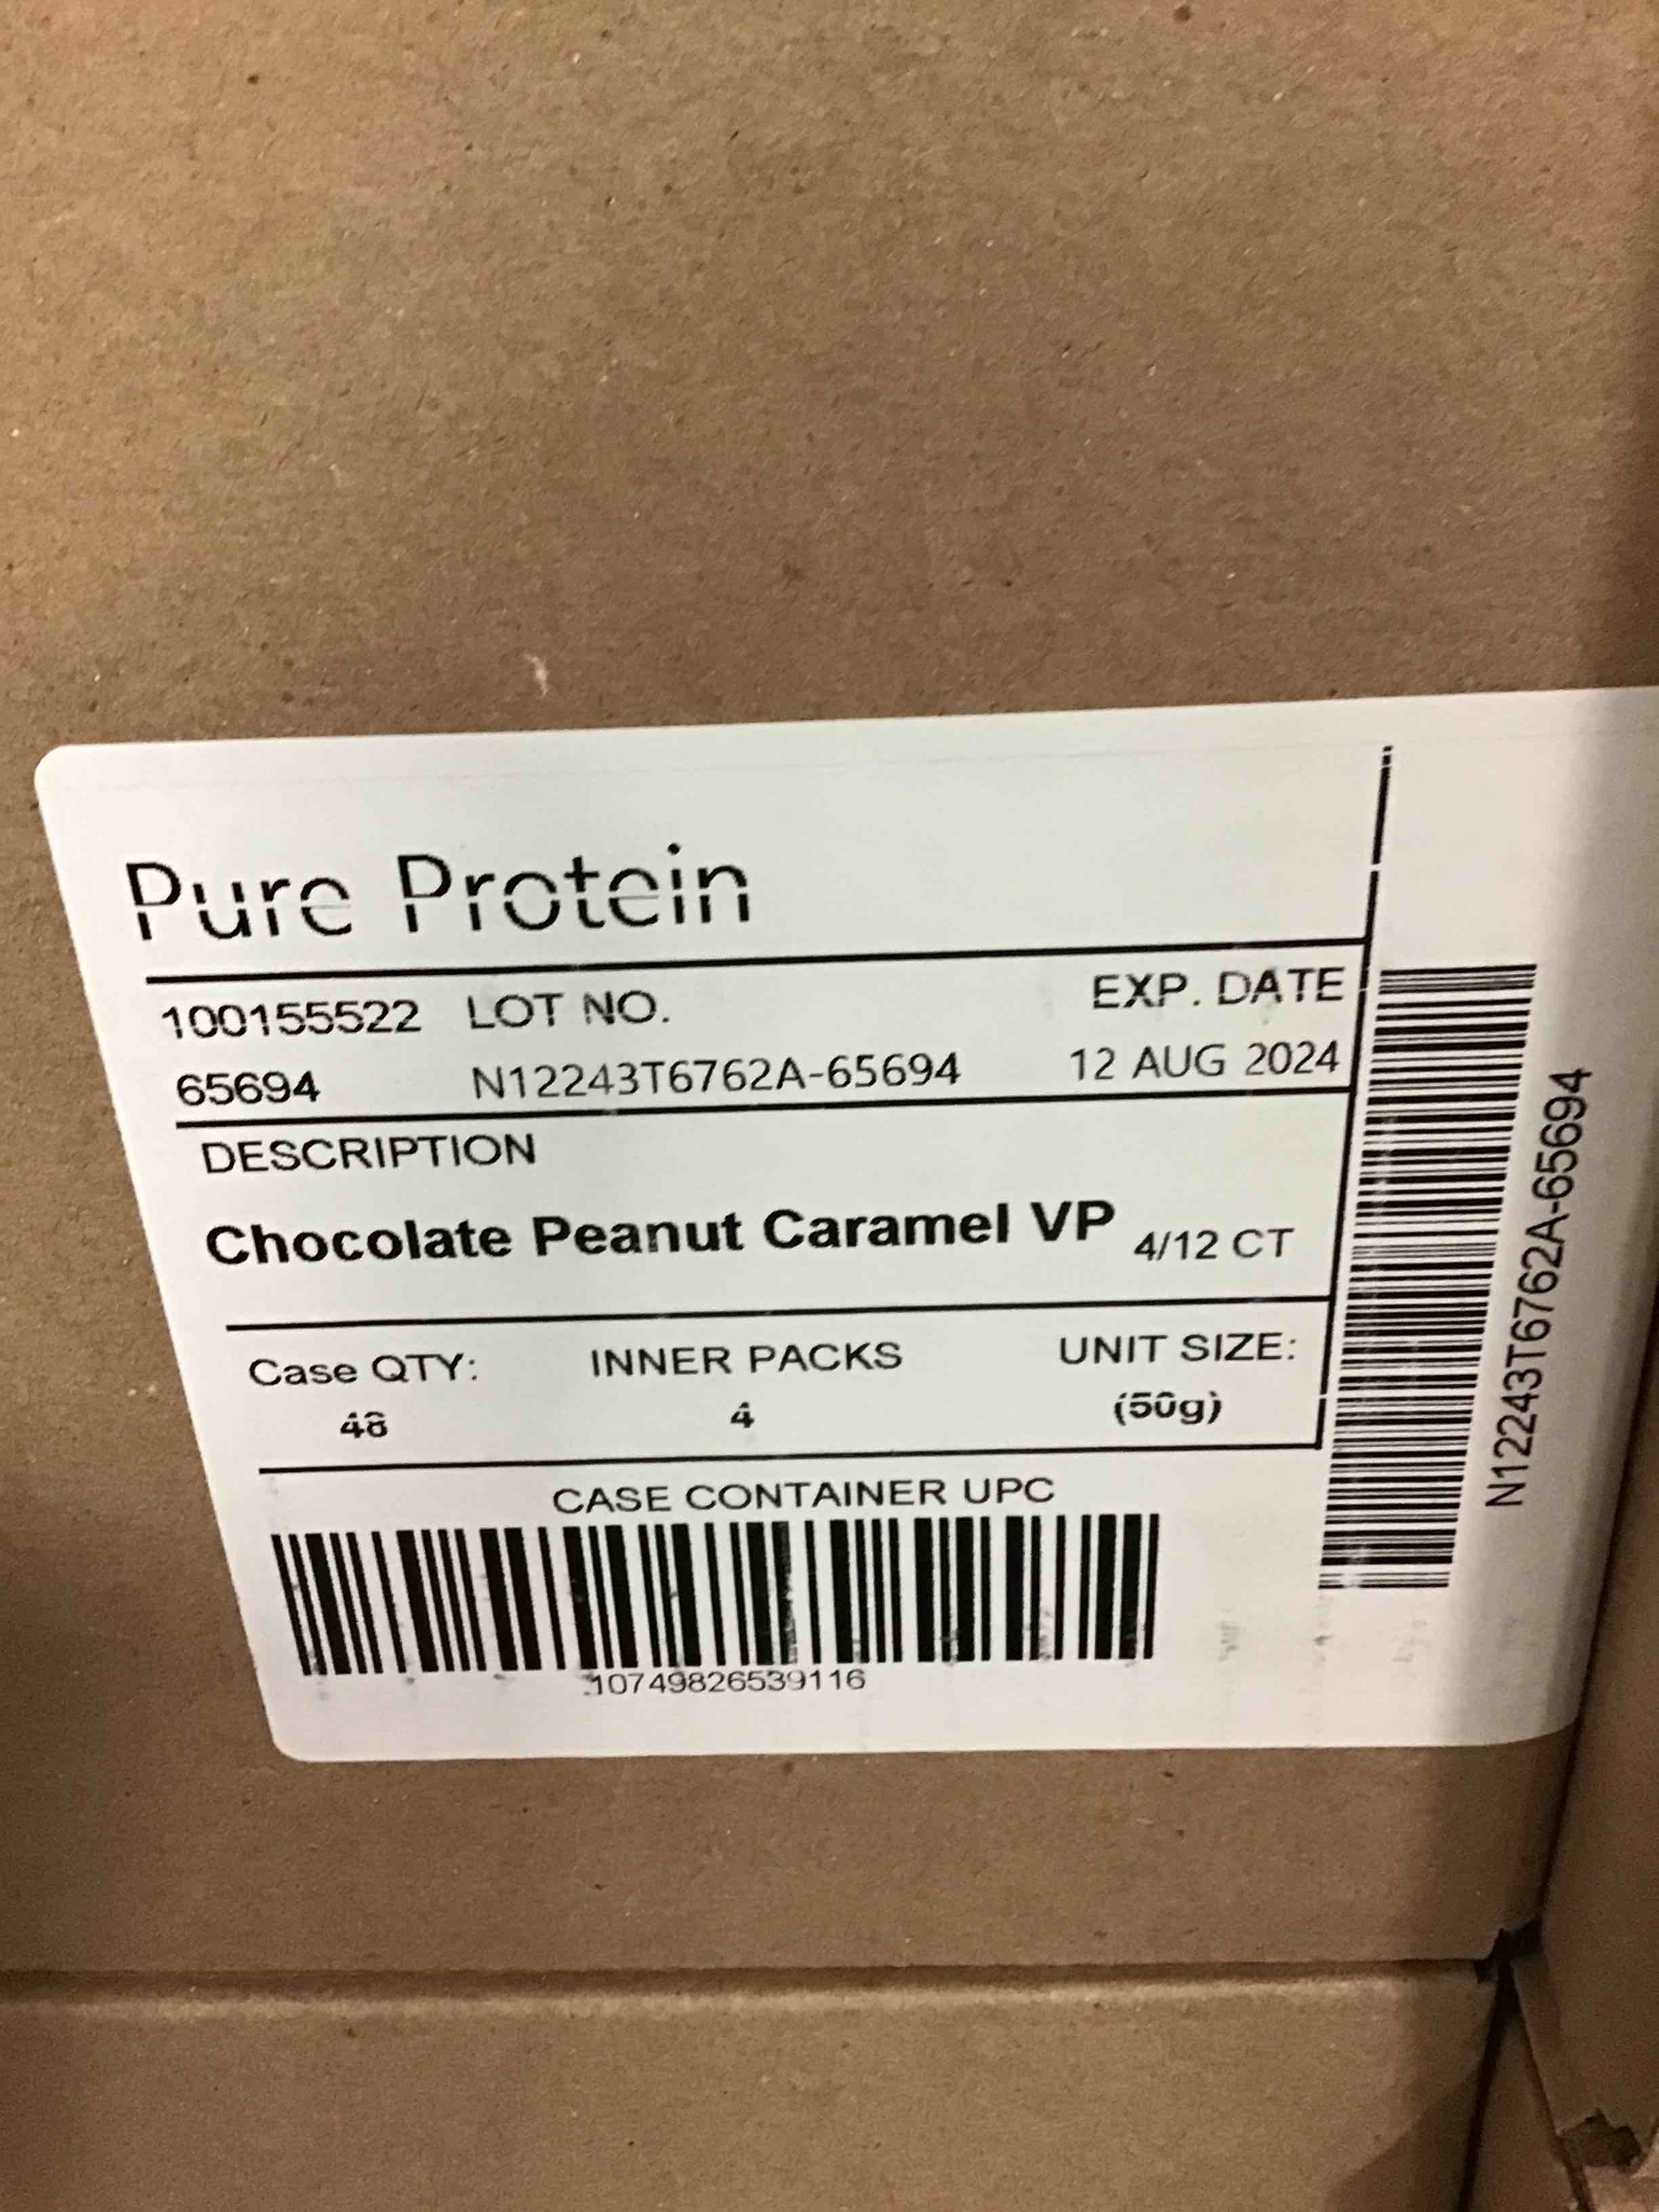 Pure Protein
100155522 LOT NO. EXP. DATE
65694 N12243T6762A-65694 12 AUG 2024
DESCRIPTION
Chocolate Peanut Caramel VP 4/12 CT
Case QTY: INNER PACKS UNIT SIZE:
48 4 (50g)
CASE CONTAINER UPC
10749826539116
N12243T6762A-65694